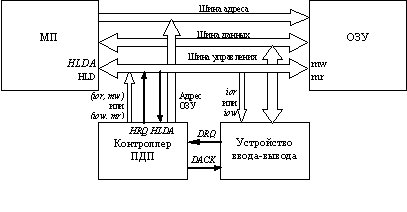 Шина адреса
МП
Шина данных
ОЗУ
Шина управления
HLDA
HLD
mw
mr
(ior, mw)
или
(iow. mr)
Адрес
ОЗУ
ior
или
iow
HRQ HLDA
DRQ
Контроллер
ПДП
Устройство
ввода-вывода
DACK